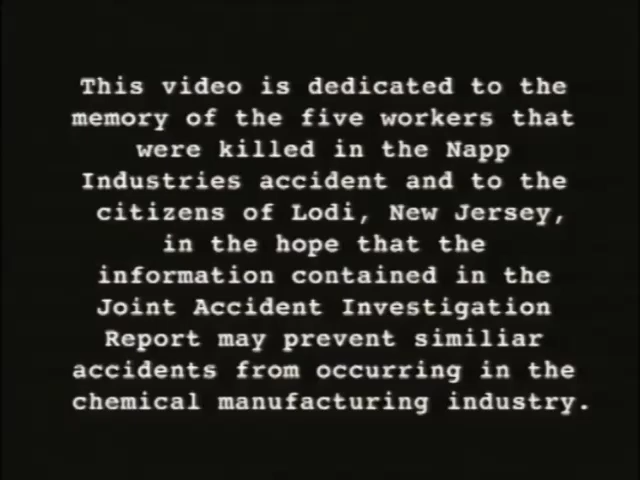 This video is dedicated to the
memory of the five workers that
were killed in the Napp
Industries accident and to the
citizens of Lodi, New Jersey,
in the hope that the
information contained in the
Joint Accident Investigation
Report may prevent similiar
accidents from occurring in the
chemical manufacturing industry.